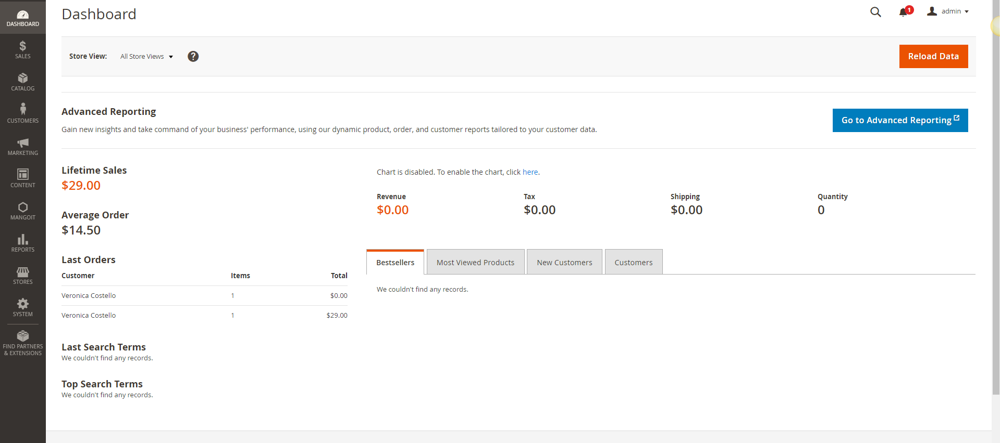 DASHBOARD
SALES
CATALOG
CUSTOMERS
MARKETING
CONTENT
MANGOIT
REPORTS
STORES
SYSTEM
FIND PARTNERS
& EXTENSIONS
Dashboard
1
admin
Store View: All Store Views ?
Reload Data
Advanced Reporting
Gain new insights and take command of your business' performance, using our dynamic product, order, and customer reports tailored to your customer data.
Go to Advanced Reporting
Lifetime Sales
$29.00
Average Order
$14.50
Last Orders
Customer Items Total
Veronica Costello 1 $0.00
Veronica Costello 1 $29.00
Last Search Terms
We couldn't find any records.
Top Search Terms
We couldn't find any records.
Chart is disabled. To enable the chart, click here.
Revenue Tax Shipping Quantity
$0.00 $0.00 $0.00 0
Bestsellers Most Viewed Products New Customers Customers
We couldn't find any records.